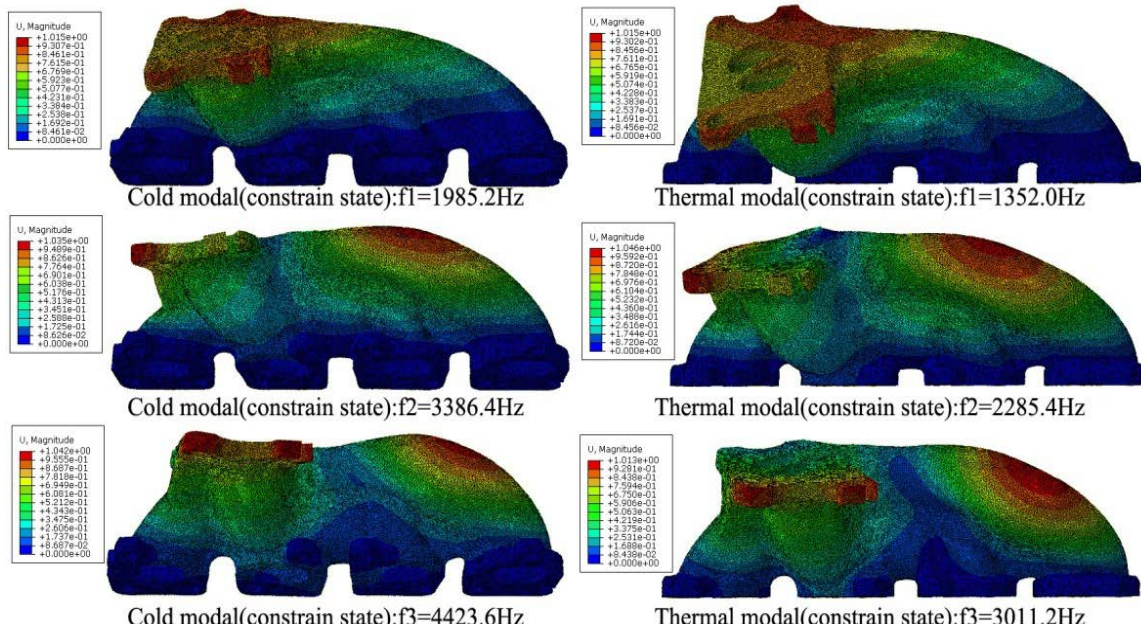 U, Magnitude
+1.015e+00
+9.307e-01
+8.461e-01
+7.615e-01
+6.769e-01
+5.923e-01
+5.077e-01
+4.231e-01
+3.384e-01
+2.538e-01
+1.692e-01
+8.461e-02
+0.000e+00
Cold modal(constrain state):f1=1985.2Hz
U, Magnitude
+1.015e+00
+9.302e-01
+8.456e-01
+7.611e-01
+6.765e-01
+5.919e-01
+5.074e-01
+4.228e-01
+3.383e-01
+2.537e-01
+1.691e-01
+8.456e-02
+0.000e+00
Thermal modal(constrain state):f1=1352.0Hz
U, Magnitude
+1.035e+00
+9.489e-01
+8.626e-01
+7.764e-01
+6.901e-01
+6.038e-01
+5.176e-01
+4.313e-01
+3.451e-01
+2.588e-01
+1.725e-01
+8.626e-02
+0.000e+00
Cold modal(constrain state):f2=3386.4Hz
U, Magnitude
+1.046e+00
+9.592e-01
+8.720e-01
+7.848e-01
+6.976e-01
+6.104e-01
+5.232e-01
+4.360e-01
+3.488e-01
+2.616e-01
+1.744e-01
+8.720e-02
+0.000e+00
Thermal modal(constrain state):f2=2285.4Hz
U, Magnitude
+1.042e+00
+9.555e-01
+8.687e-01
+7.818e-01
+6.949e-01
+6.081e-01
+5.212e-01
+4.343e-01
+3.475e-01
+2.606e-01
+1.737e-01
+8.687e-02
+0.000e+00
Cold modal(constrain state):f3=4423.6Hz
U, Magnitude
+1.013e+00
+9.281e-01
+8.438e-01
+7.594e-01
+6.750e-01
+5.906e-01
+5.063e-01
+4.219e-01
+3.375e-01
+2.531e-01
+1.688e-01
+8.438e-02
+0.000e+00
Thermal modal(constrain state):f3=3011.2Hz